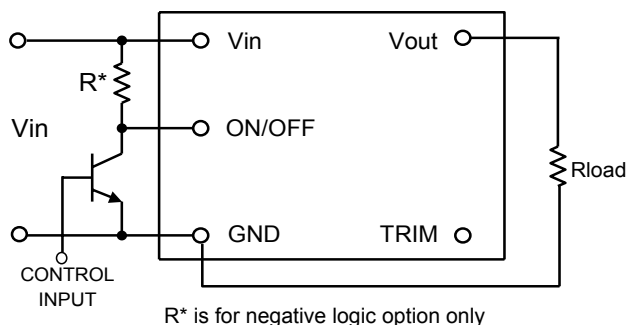 Vin
Vout
R*
Vin
ON/OFF
Rload
GND
TRIM
CONTROL
INPUT
R* is for negative logic option only